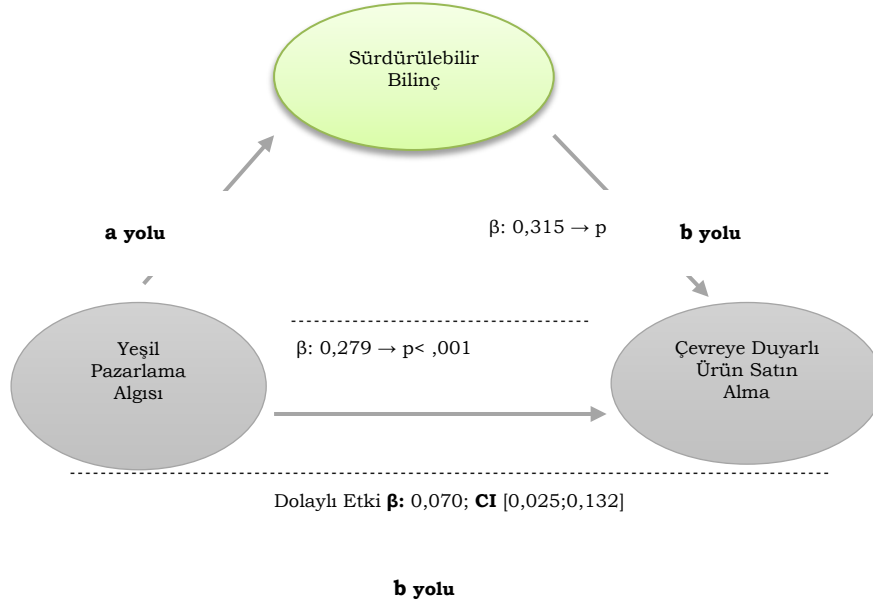 Sürdürülebilir
Bilinç
a yolu
β: 0,315 → p
b yolu
β: 0,279 → p< ,001
Yeşil
Pazarlama
Algısı
Çevreye Duyarlı
Ürün Satın
Alma
Dolaylı Etki β: 0,070; CI [0,025;0,132]
b yolu